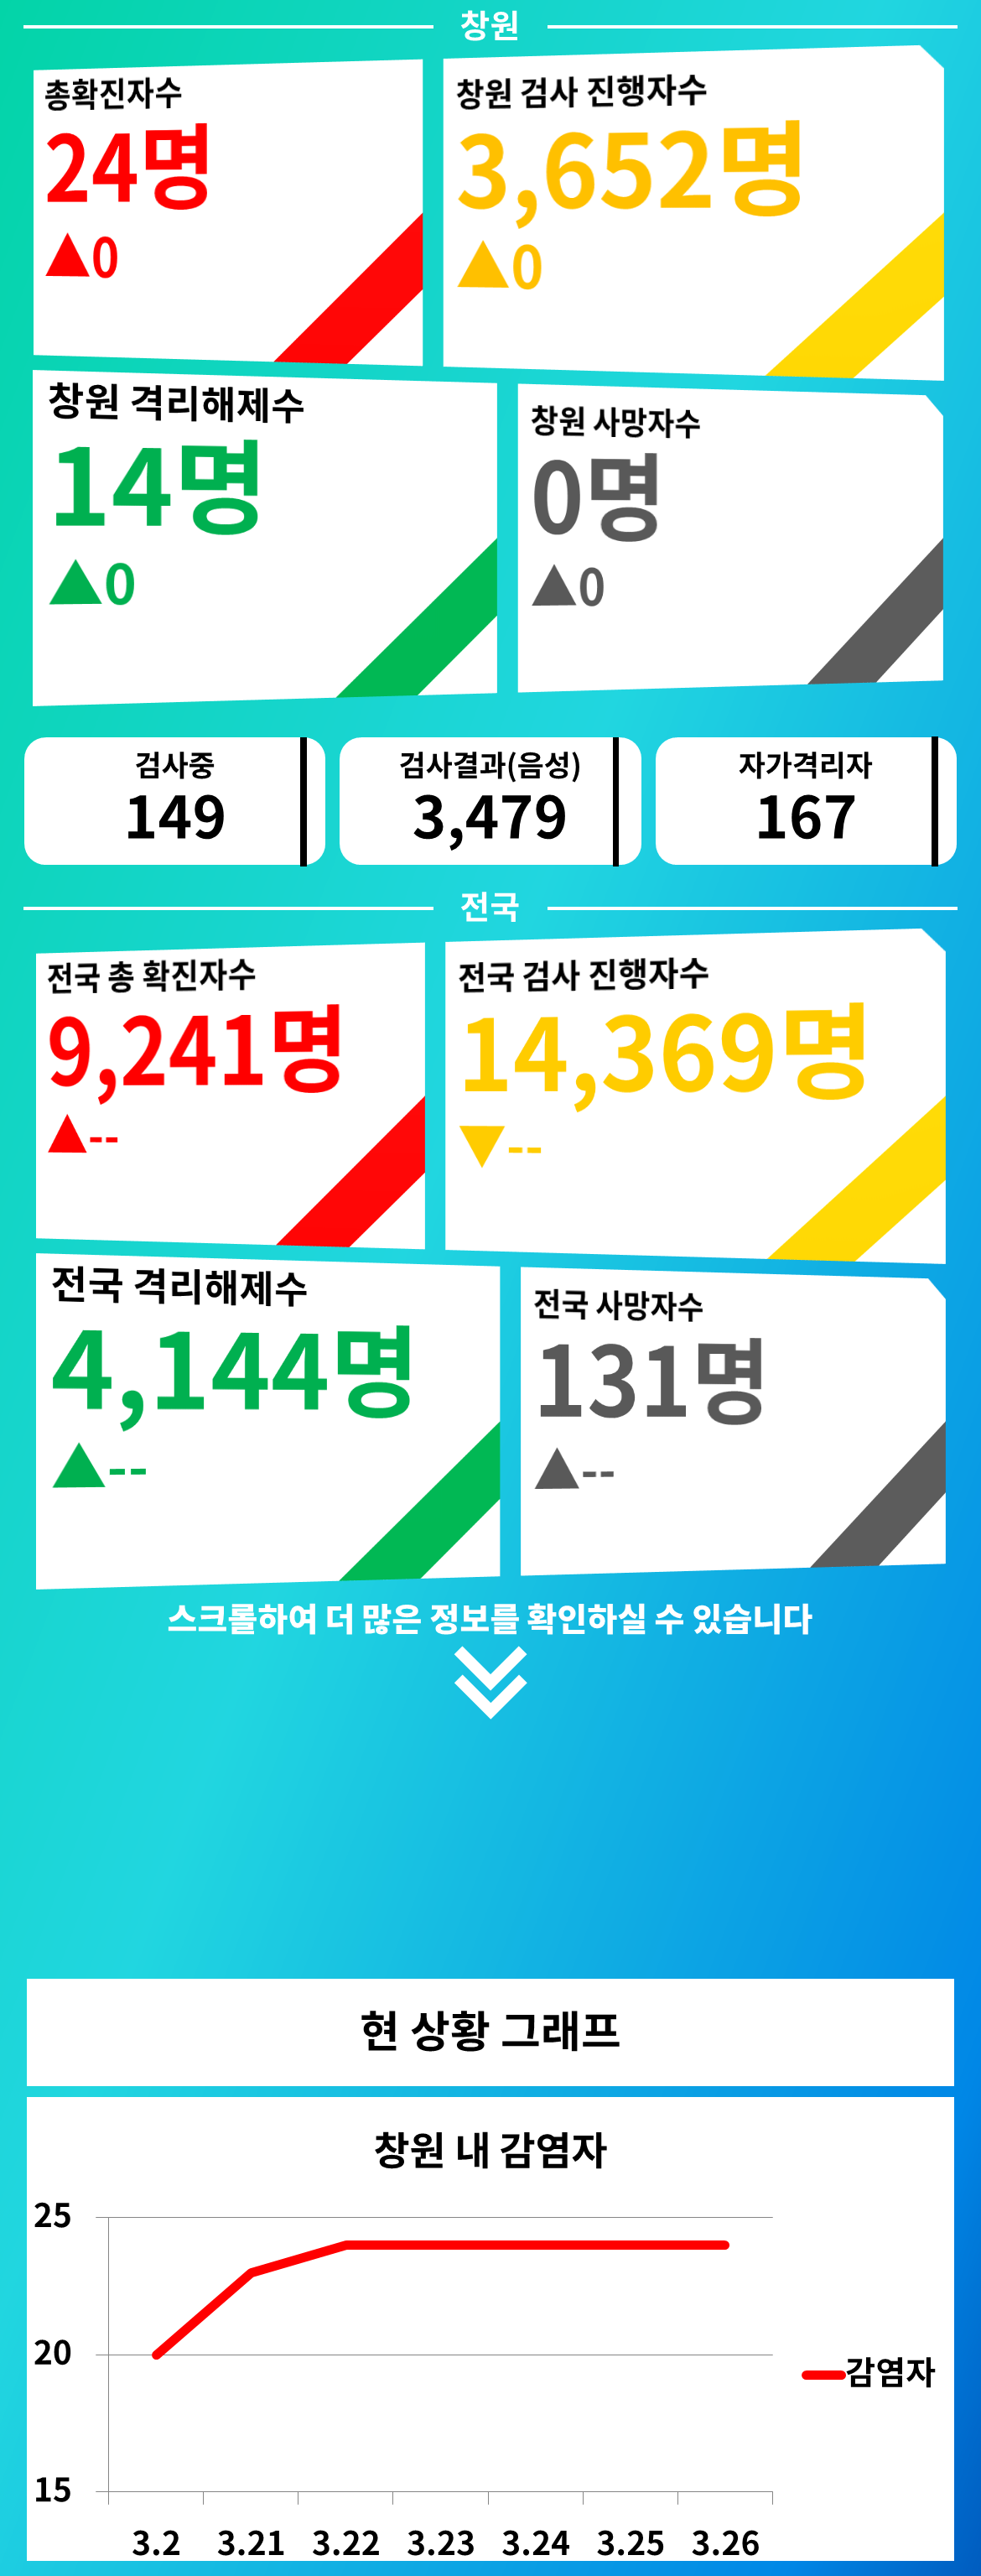 창원
총확진자수
24명
▲0
창원 검사 진행자수
3,652명
▲0
창원 격리해제수
14명
▲0
창원 사망자수
0명
▲0
검사중
149
검사결과(음성)
3,479
자가격리자
167
전국
전국 총 확진자수
9,241명
▲--
전국 검사 진행자수
14,369명
▼--
전국 격리해제수
4,144명
▲--
전국 사망자수
131명
▲--
스크롤하여 더 많은 정보를 확인하실 수 있습니다
현 상황 그래프
창원 내 감염자
25
20
15
3.2 3.21 3.22 3.23 3.24 3.25 3.26
감염자